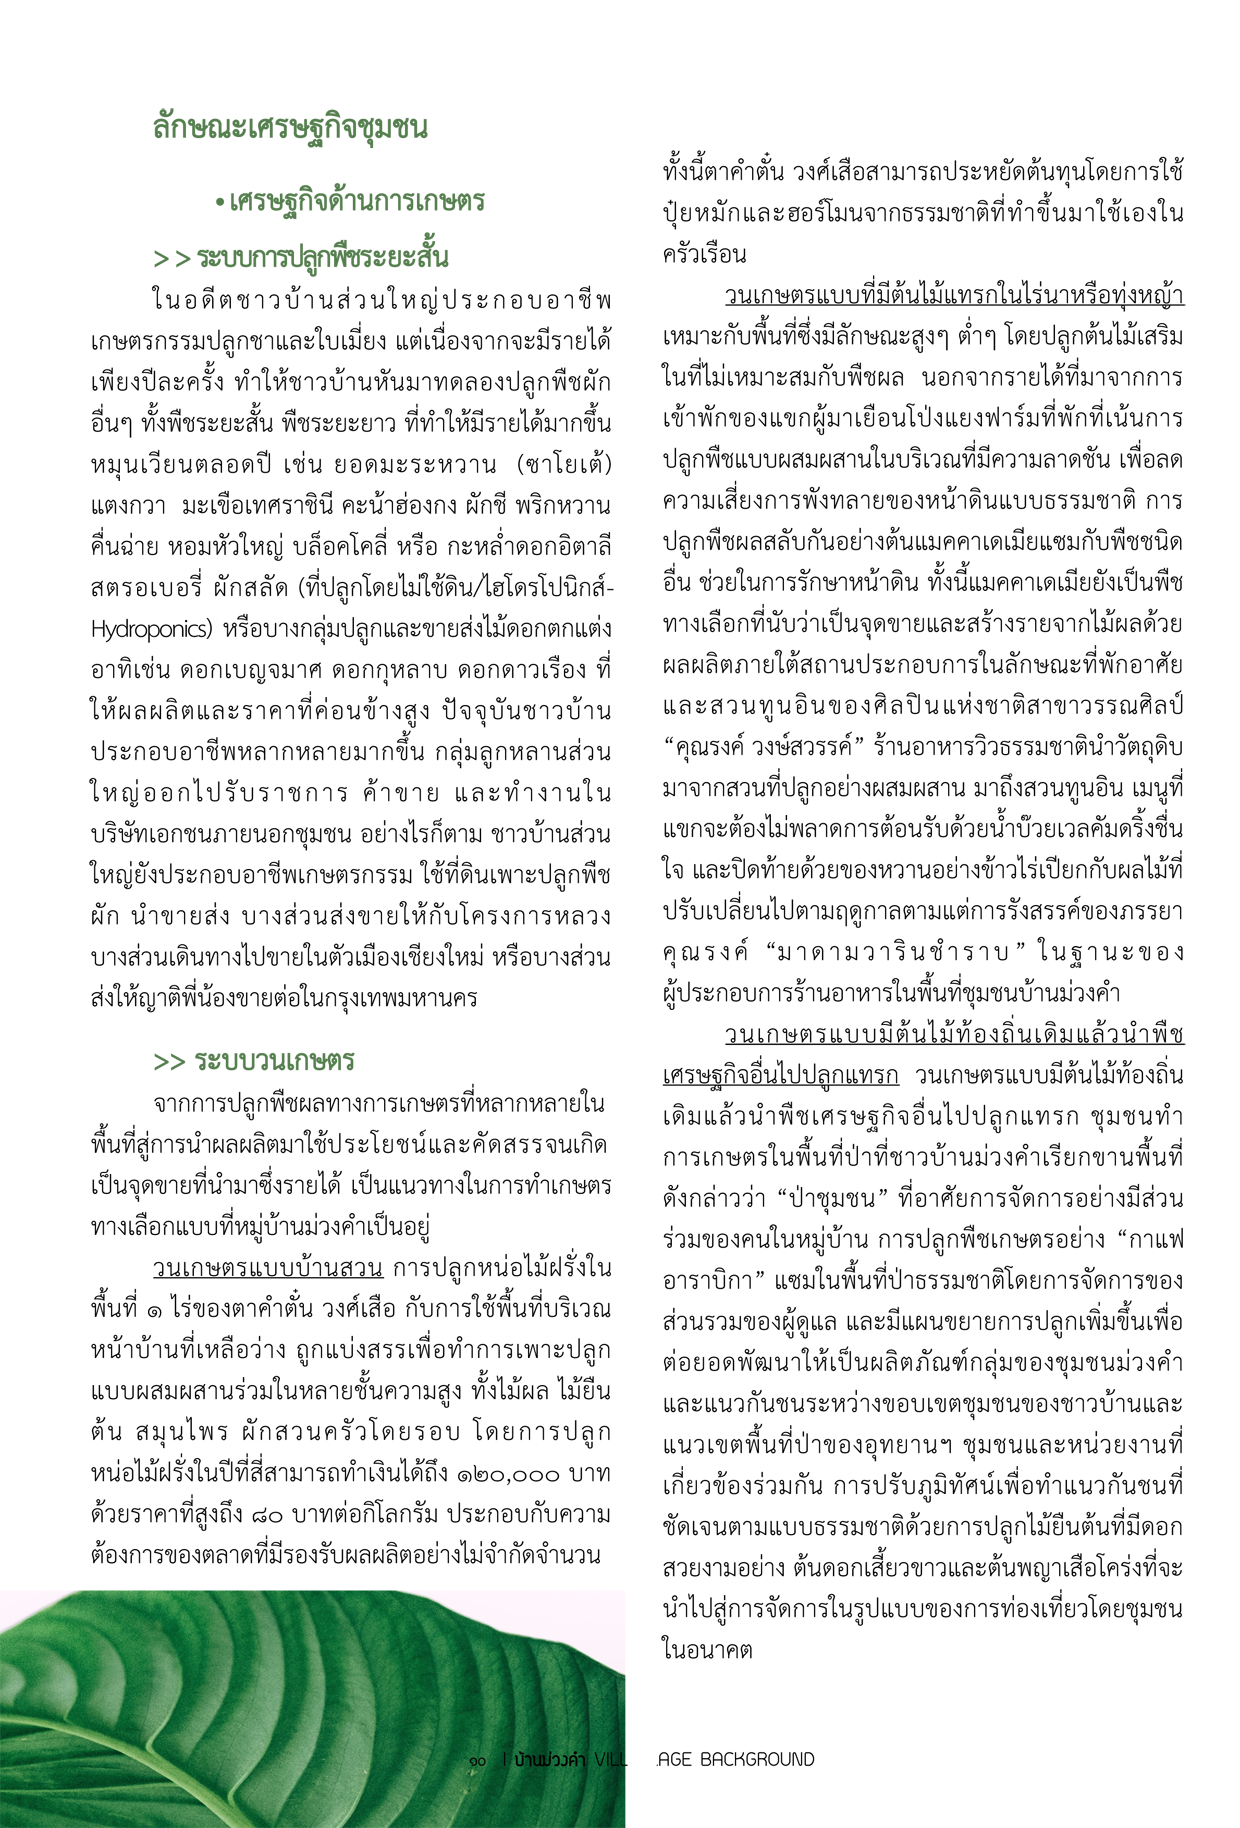 ลักษณะเศรษฐกิจชุมชน
• เศรษฐกิจด้านการเกษตร
> > ระบบการปลูกพืชระยะสั้น
ในอดีตชาวบ้านส่วนใหญ่ประกอบอาชีพ
เกษตรกรรมปลูกชาและใบเมี่ยง แต่เนื่องจากจะมีรายได้
เพียงปีละครั้ง ทำให้ชาวบ้านหันมาทดลองปลูกพืชผัก
อื่นๆ ทั้งพืชระยะสั้น พืชระยะยาว ที่ทำให้มีรายได้มากขึ้น
หมุนเวียนตลอดปี เช่น ยอดมะระหวาน (ซาโยเต้)
แตงกวา มะเขือเทศราชินี คะน้าฮ่องกง ผักชี พริกหวาน
คื่นฉ่าย หอมหัวใหญ่ บล็อคโคลี่ หรือ กะหล่ำดอกอิตาลี
สตรอเบอรี่ ผักสลัด (ที่ปลูกโดยไม่ใช้ดิน/ไฮโดรโปนิกส์-
Hydroponics) หรือบางกลุ่มปลูกและขายส่งไม้ดอกตกแต่ง
อาทิเช่น ดอกเบญจมาศ ดอกกุหลาบ ดอกดาวเรือง ที่
ให้ผลผลิตและราคาที่ค่อนข้างสูง ปัจจุบันชาวบ้าน
ประกอบอาชีพหลากหลายมากขึ้น กลุ่มลูกหลานส่วน
ใหญ่ออกไปรับราชการ ค้าขาย และทำงานใน
บริษัทเอกชนภายนอกชุมชน อย่างไรก็ตาม ชาวบ้านส่วน
ใหญ่ยังประกอบอาชีพเกษตรกรรม ใช้ที่ดินเพาะปลูกพืช
ผัก นำขายส่ง บางส่วนส่งขายให้กับโครงการหลวง
บางส่วนเดินทางไปขายในตัวเมืองเชียงใหม่ หรือบางส่วน
ส่งให้ญาติพี่น้องขายต่อในกรุงเทพมหานคร
>> ระบบวนเกษตร
จากการปลูกพืชผลทางการเกษตรที่หลากหลายใน
พื้นที่สู่การนำผลผลิตมาใช้ประโยชน์และคัดสรรจนเกิด
เป็นจุดขายที่นำมาซึ่งรายได้ เป็นแนวทางในการทำเกษตร
ทางเลือกแบบที่หมู่บ้านม่วงคำเป็นอยู่
วนเกษตรแบบบ้านสวน การปลูกหน่อไม้ฝรั่งใน
พื้นที่ ๑ ไร่ของตาคำตั๋น วงศ์เสือ กับการใช้พื้นที่บริเวณ
หน้าบ้านที่เหลือว่าง ถูกแบ่งสรรเพื่อทำการเพาะปลูก
แบบผสมผสานร่วมในหลายชั้นความสูง ทั้งไม้ผล ไม้ยืน
ต้น สมุนไพร ผักสวนครัวโดยรอบ โดยการปลูก
หน่อไม้ฝรั่งในปีที่สี่สามารถทำเงินได้ถึง ๑๒๐,๐๐๐ บาท
ด้วยราคาที่สูงถึง ๘๐ บาทต่อกิโลกรัม ประกอบกับความ
ต้องการของตลาดที่มีรองรับผลผลิตอย่างไม่จำกัดจำนวน
ทั้งนี้ตาคำตั๋น วงศ์เสือสามารถประหยัดต้นทุนโดยการใช้
ปุ๋ยหมักและฮอร์โมนจากธรรมชาติที่ทำขึ้นมาใช้เองใน
ครัวเรือน
วนเกษตรแบบที่มีต้นไม้แทรกในไร่นาหรือทุ่งหญ้า
เหมาะกับพื้นที่ซึ่งมีลักษณะสูงๆ ต่ำๆ โดยปลูกต้นไม้เสริม
ในที่ไม่เหมาะสมกับพืชผล นอกจากรายได้ที่มาจากการ
เข้าพักของแขกผู้มาเยือนโป่งแยงฟาร์มที่พักที่เน้นการ
ปลูกพืชแบบผสมผสานในบริเวณที่มีความลาดชัน เพื่อลด
ความเสี่ยงการพังทลายของหน้าดินแบบธรรมชาติ การ
ปลูกพืชผลสลับกันอย่างต้นแมคคาเดเมียแซมกับพืชชนิด
อื่น ช่วยในการรักษาหน้าดิน ทั้งนี้แมคคาเดเมียยังเป็นพืช
ทางเลือกที่นับว่าเป็นจุดขายและสร้างรายจากไม้ผลด้วย
ผลผลิตภายใต้สถานประกอบการในลักษณะที่พักอาศัย
และสวนทูนอินของศิลปินแห่งชาติสาขาวรรณศิลป์
“คุณรงค์ วงษ์สวรรค์” ร้านอาหารวิวธรรมชาตินำวัตถุดิบ
มาจากสวนที่ปลูกอย่างผสมผสาน มาถึงสวนทูนอิน เมนูที่
แขกจะต้องไม่พลาดการต้อนรับด้วยน้ำบ๊วยเวลคัมดริ้งชื่น
ใจ และปิดท้ายด้วยของหวานอย่างข้าวไร่เปียกกับผลไม้ที่
ปรับเปลี่ยนไปตามฤดูกาลตามแต่การรังสรรค์ของภรรยา
คุณรงค์ “มาดามวารินชำราบ” ในฐานะของ
ผู้ประกอบการร้านอาหารในพื้นที่ชุมชนบ้านม่วงคำ
วนเกษตรแบบมีต้นไม้ท้องถิ่นเดิมแล้วนำพืช
เศรษฐกิจอื่นไปปลูกแทรก วนเกษตรแบบมีต้นไม้ท้องถิ่น
เดิมแล้วนำพืชเศรษฐกิจอื่นไปปลูกแทรก ชุมชนทำ
การเกษตรในพื้นที่ป่าที่ชาวบ้านม่วงคำเรียกขานพื้นที่
ดังกล่าวว่า “ป่าชุมชน” ที่อาศัยการจัดการอย่างมีส่วน
ร่วมของคนในหมู่บ้าน การปลูกพืชเกษตรอย่าง “กาแฟ
อาราบิกา” แซมในพื้นที่ป่าธรรมชาติโดยการจัดการของ
ส่วนรวมของผู้ดูแล และมีแผนขยายการปลูกเพิ่มขึ้นเพื่อ
ต่อยอดพัฒนาให้เป็นผลิตภัณฑ์กลุ่มของชุมชนม่วงคำ
และแนวกันชนระหว่างขอบเขตชุมชนของชาวบ้านและ
แนวเขตพื้นที่ป่าของอุทยานฯ ชุมชนและหน่วยงานที่
เกี่ยวข้องร่วมกัน การปรับภูมิทัศน์เพื่อทำแนวกันชนที่
ชัดเจนตามแบบธรรมชาติด้วยการปลูกไม้ยืนต้นที่มีดอก
สวยงามอย่าง ต้นดอกเสี้ยวขาวและต้นพญาเสือโคร่งที่จะ
นำไปสู่การจัดการในรูปแบบของการท่องเที่ยวโดยชุมชน
ในอนาคต
๑๐ | บ้านม่วงคำ VILLAGE BACKGROUND